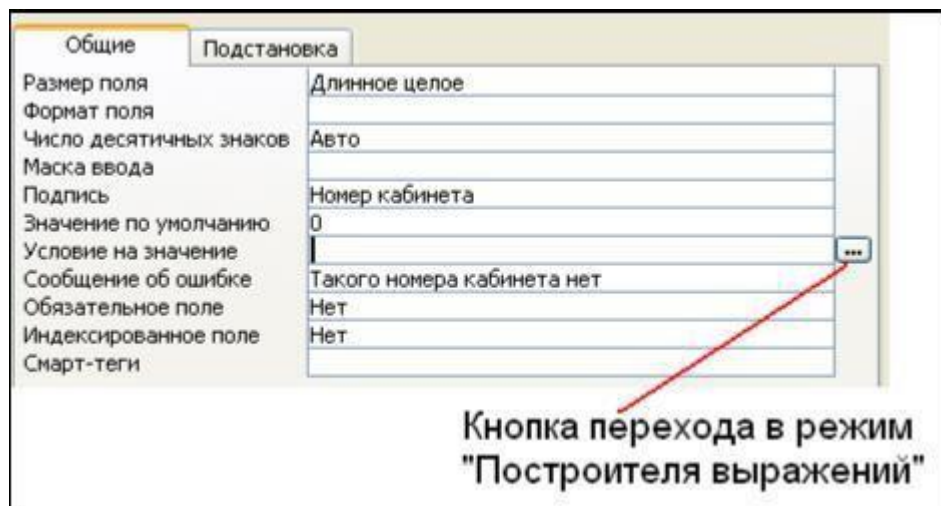 Общие Подстановка
Размер поля Длинное целое
Формат поля
Число десятичных знаков Авто
Маска ввода
Подпись Номер кабинета
Значение по умолчанию 0
Условие на значение ...
Сообщение об ошибке Такого номера кабинета нет
Обязательное поле Нет
Индексированное поле Нет
Смарт-теги
Кнопка перехода в режим
"Построителя выражений"